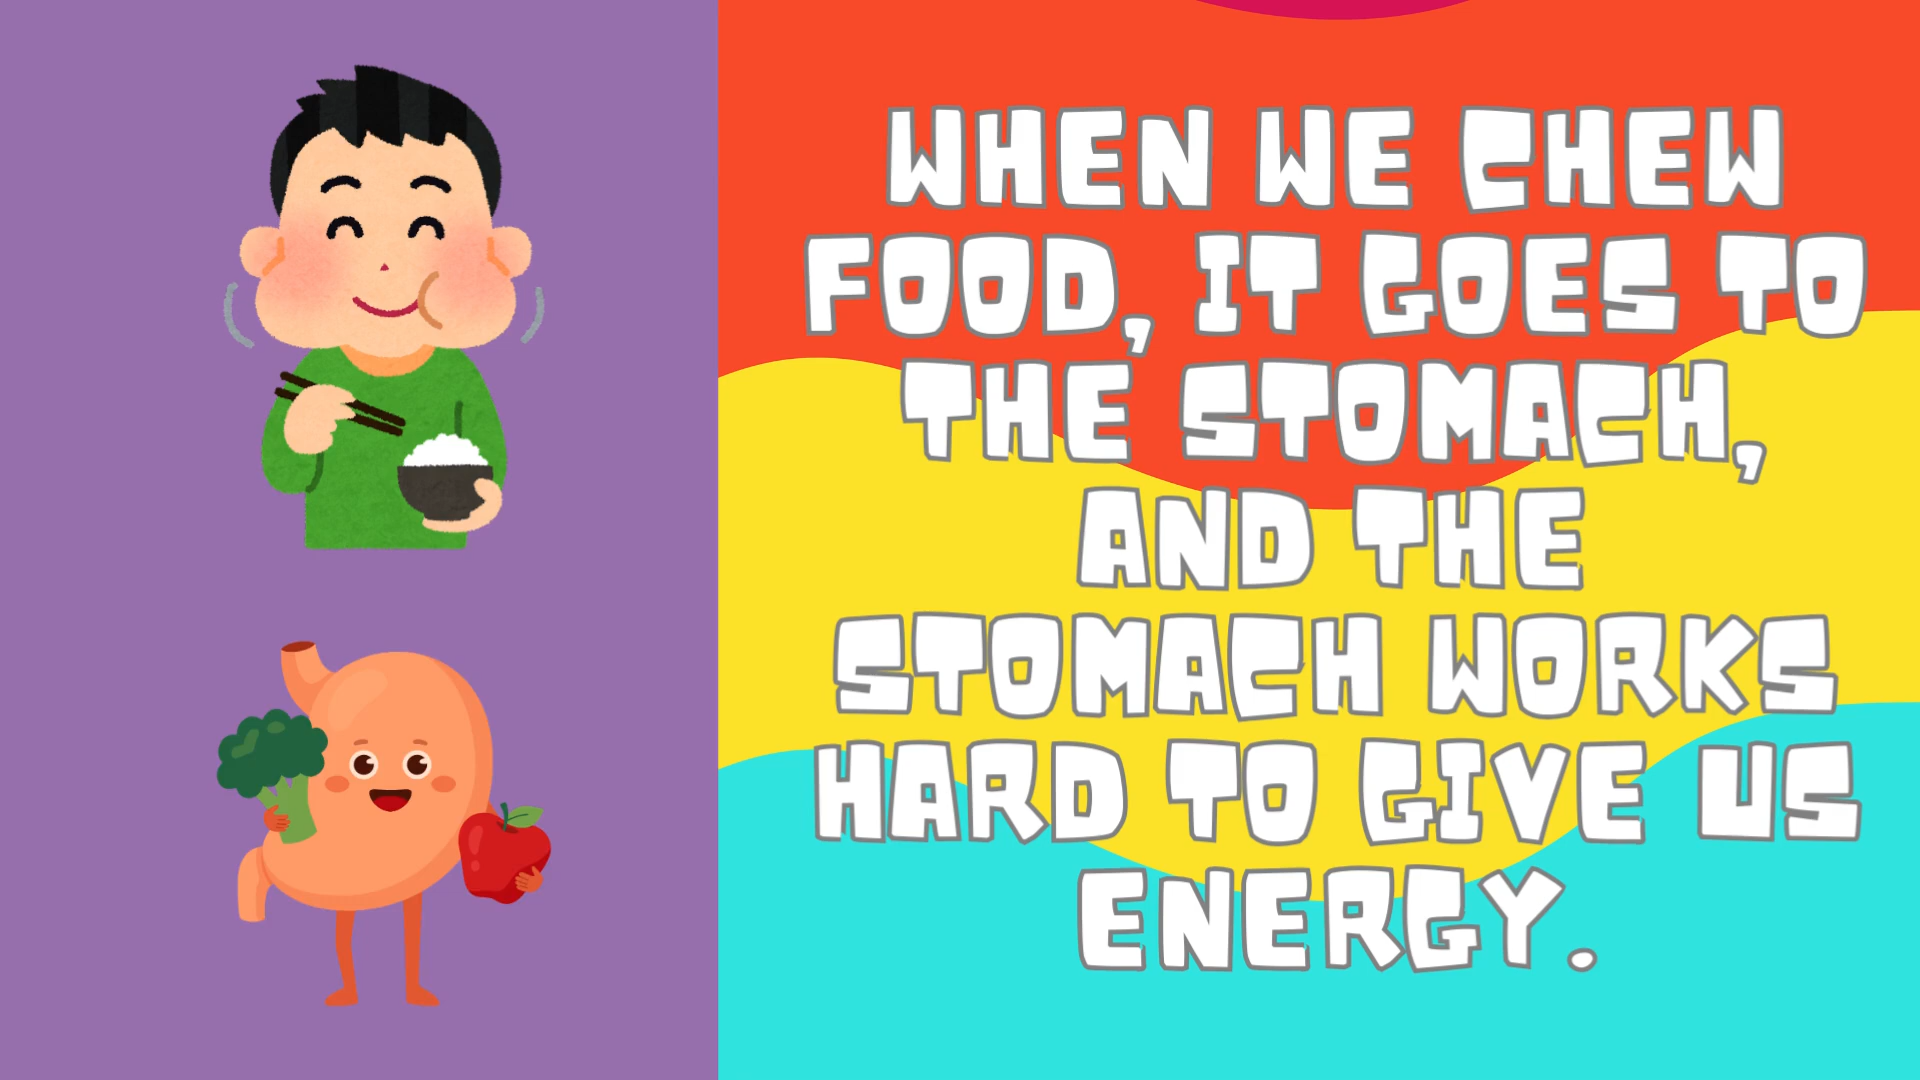 WHEN WE CHEW
FOOD, IT GOES TO
THE STOMACH,
AND THE
STOMACH WORKS
HARD TO GIVE US
ENERGY.